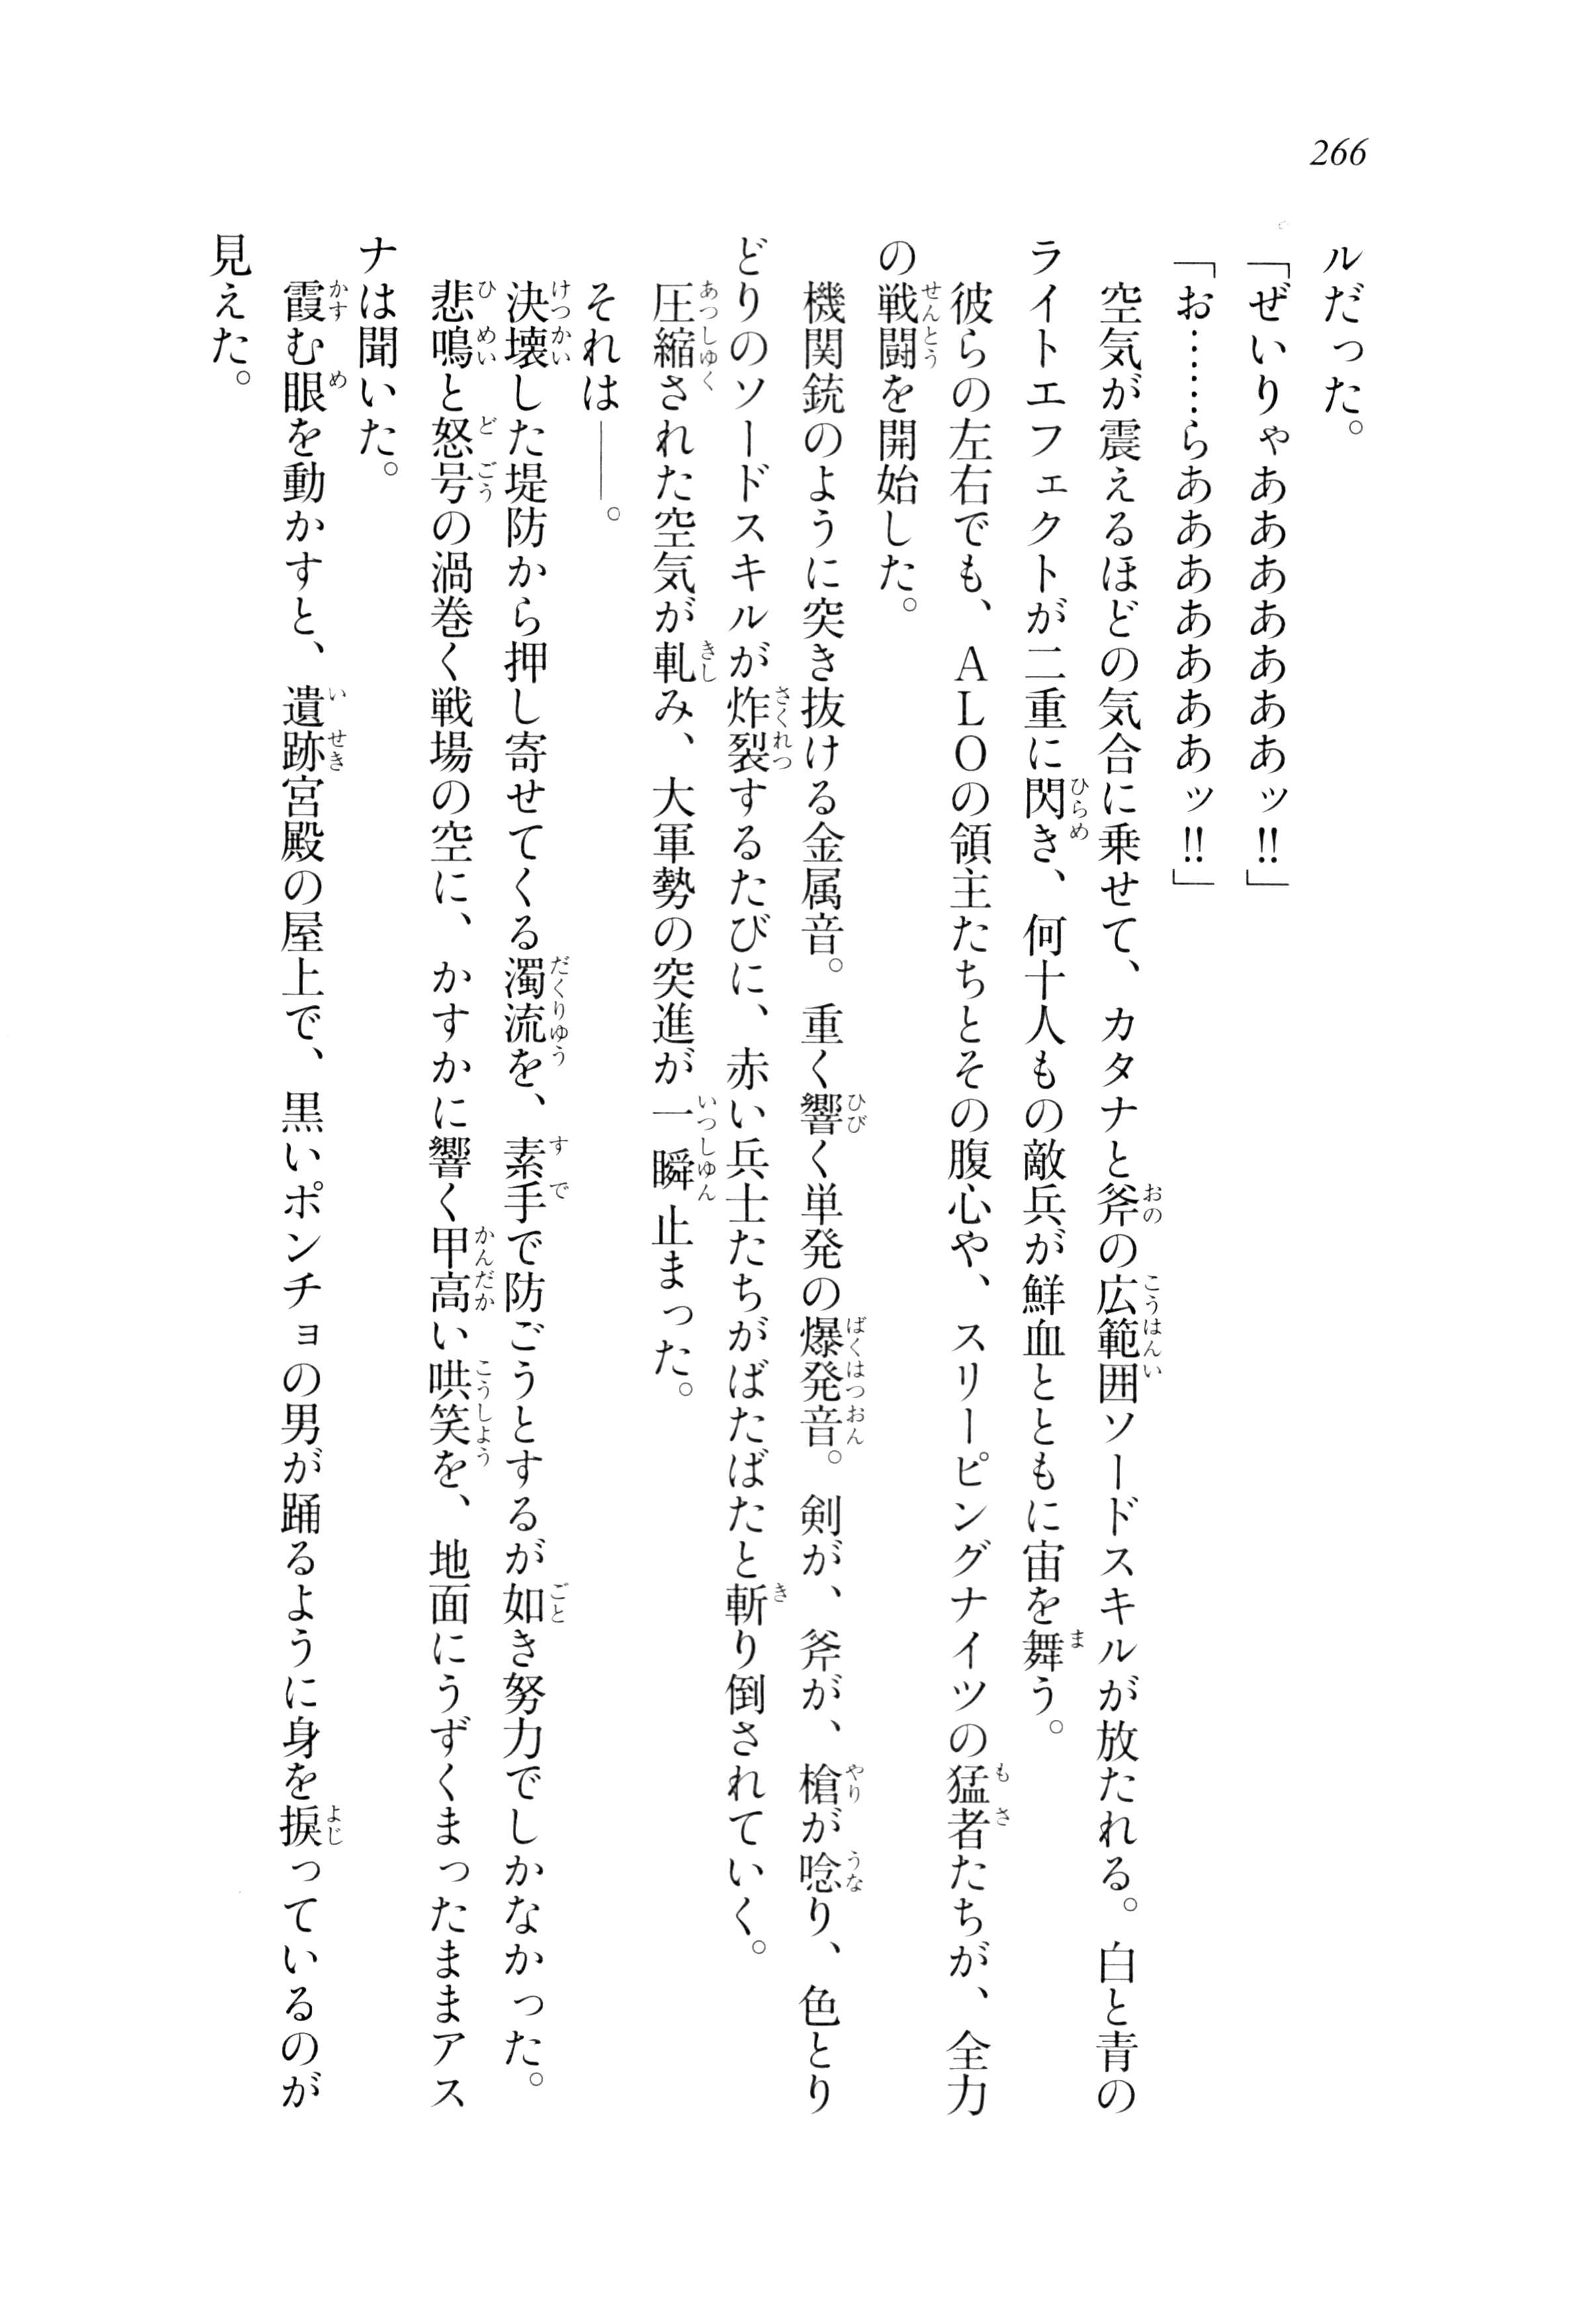 266
ルだった。
「ぜいりゃあああああああッ‼」
「お……らあああああああッ‼」
　空気が震えるほどの気合に乗せて、カタナと斧の広範囲ソードスキルが放たれる。白と青の
ライトエフェクトが二重に閃き、何十人もの敵兵が鮮血とともに宙を舞う。
　彼らの左右でも、ＡＬＯの領主たちとその腹心や、スリーピングナイツの猛者たちが、全力
の戦闘を開始した。
　機関銃のように突き抜ける金属音。重く響く単発の爆発音。剣が、斧が、槍が唸り、色とり
どりのソードスキルが炸裂するたびに、赤い兵士たちがばたばたと斬り倒されていく。
　圧縮された空気が軋み、大軍勢の突進が一瞬止まった。
　それは――。
　決壊した堤防から押し寄せてくる濁流を、素手で防ごうとするが如き努力でしかなかった。
　悲鳴と怒号の渦巻く戦場の空に、かすかに響く甲高い哄笑を、地面にうずくまったままアス
ナは聞いた。
　霞む眼を動かすと、遺跡宮殿の屋上で、黒いポンチョの男が踊るように身を捩っているのが
見えた。